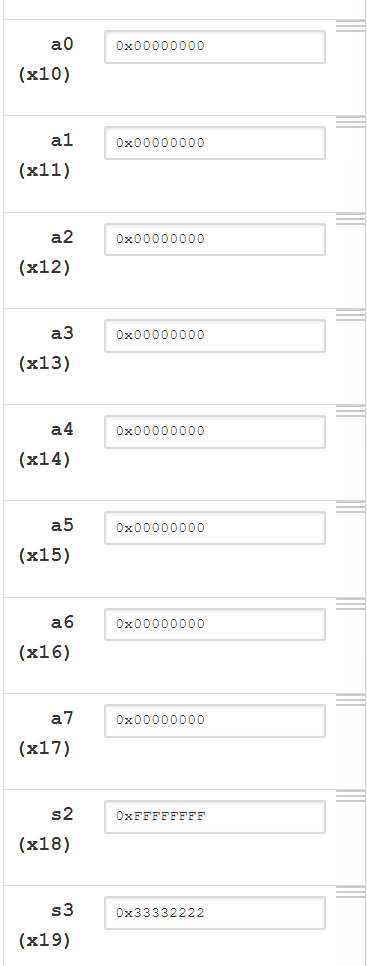 a0 0x00000000
(x10)
a1 0x00000000
(x11)
a2 0x00000000
(x12)
a3 0x00000000
(x13)
a4 0x00000000
(x14)
a5 0x00000000
(x15)
a6 0x00000000
(x16)
a7 0x00000000
(x17)
s2 0xFFFFFFFF
(x18)
s3 0x33332222
(x19)